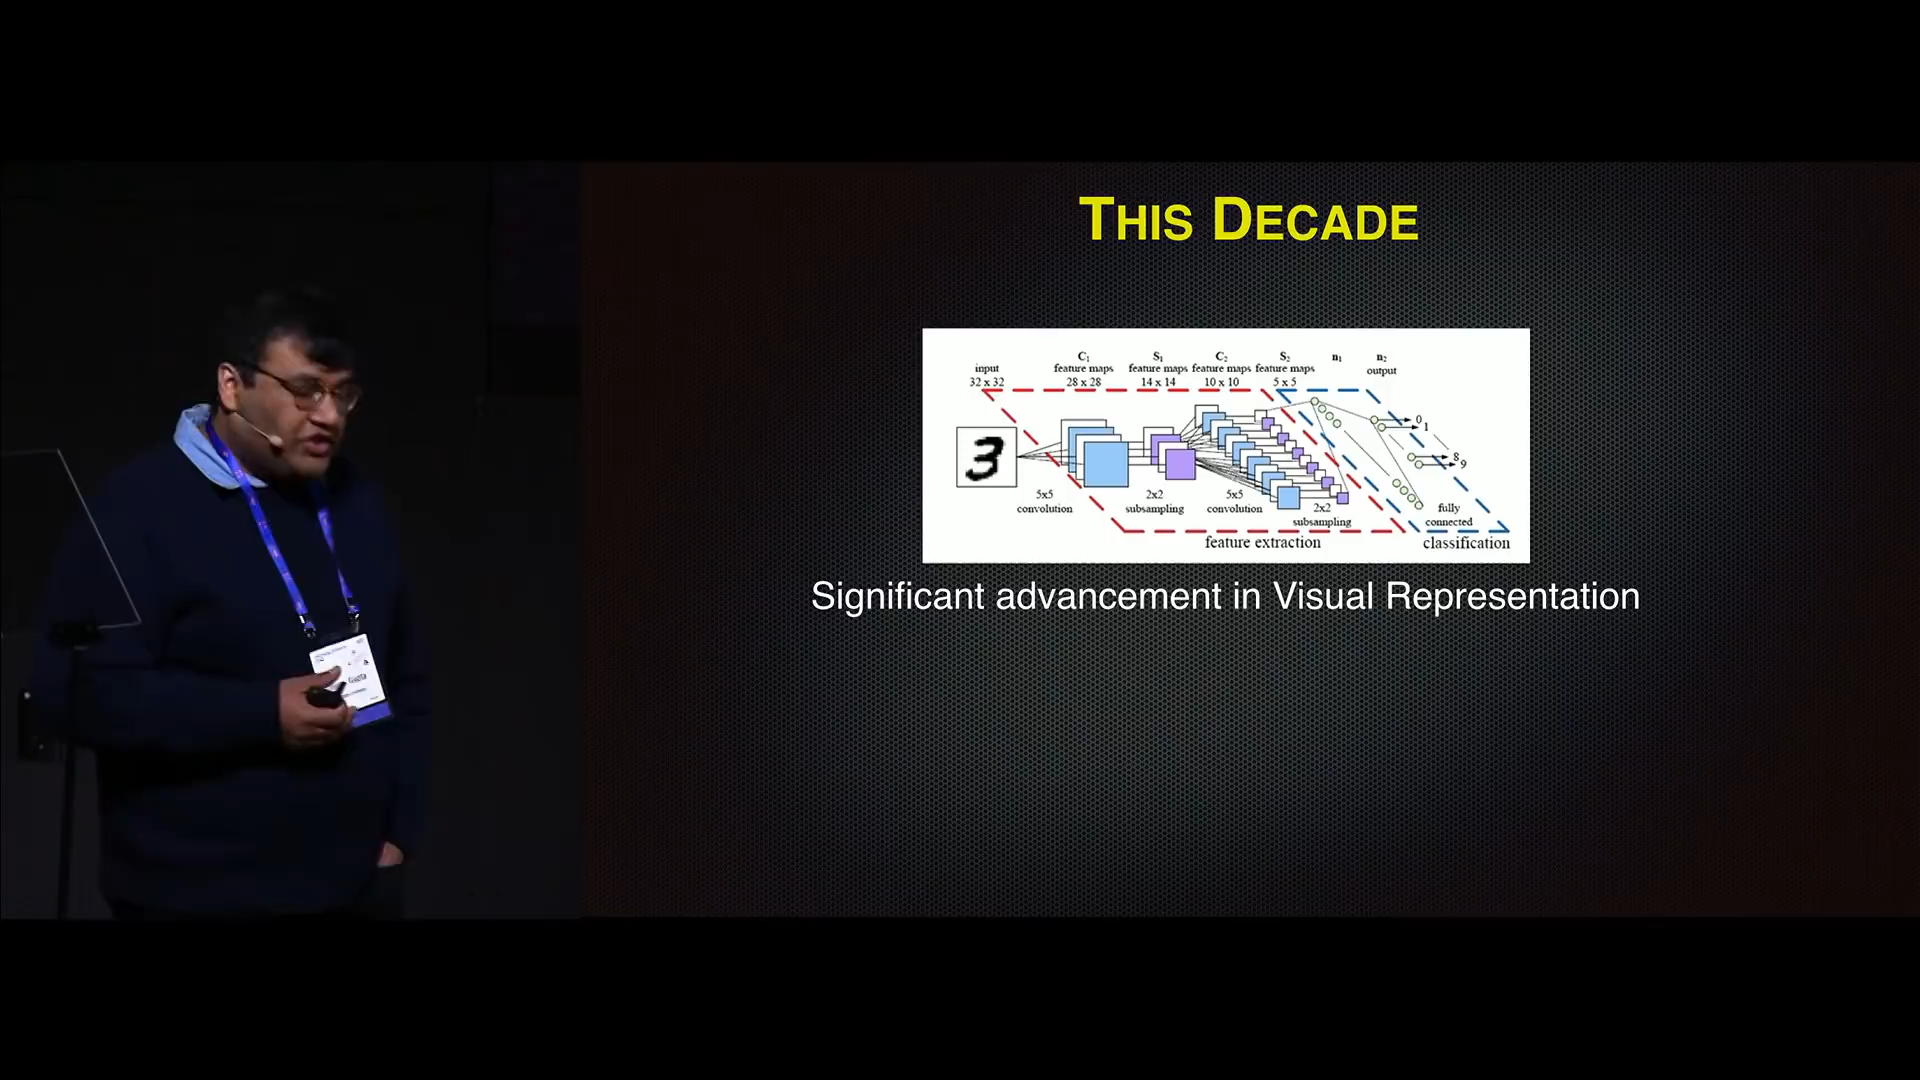 THIS DECADE
input
32 x 32
C1
feature maps
28 x 28
S1
feature maps
14 x 14
C2
feature maps
10 x 10
S2
feature maps
5 x 5
n1
n2
output
3
0
1
8
9
5x5
convolution
2x2
subsampling
5x5
convolution
2x2
subsampling
fully
connected
feature extraction
classification
Significant advancement in Visual Representation
Gupta